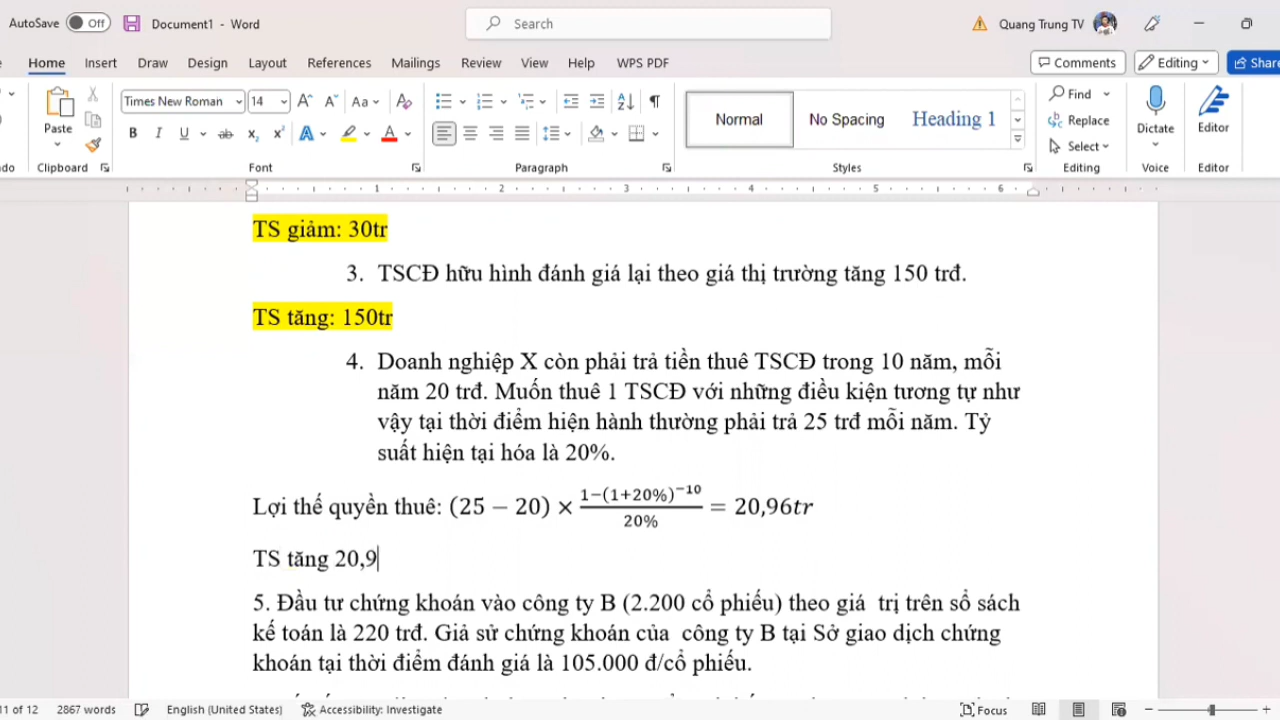 AutoSave Off Document1 - Word Search Quang Trung TV
Home Insert Draw Design Layout References Mailings Review View Help WPS PDF Comments Editing Share
Times New Roman 14 Aa Normal No Spacing Heading 1 Find
Paste B I U ab Replace Dictate Editor
Select
Clipboard Font Paragraph Styles Editing Voice Editor
1 2 3 4 5 6
TS giảm: 30tr
3. TSCĐ hữu hình đánh giá lại theo giá thị trường tăng 150 trđ.
TS tăng: 150tr
4. Doanh nghiệp X còn phải trả tiền thuê TSCĐ trong 10 năm, mỗi
năm 20 trđ. Muốn thuê 1 TSCĐ với những điều kiện tương tự như
vậy tại thời điểm hiện hành thường phải trả 25 trđ mỗi năm. Tỷ
suất hiện tại hóa là 20%.
Lợi thế quyền thuê: (25 − 20) × (1−(1+20%)^−10)/20% = 20,96tr
TS tăng 20,9
5. Đầu tư chứng khoán vào công ty B (2.200 cổ phiếu) theo giá trị trên sổ sách
kế toán là 220 trđ. Giả sử chứng khoán của công ty B tại Sở giao dịch chứng
khoán tại thời điểm đánh giá là 105.000 đ/cổ phiếu.
11 of 12 2867 words English (United States) Accessibility: Investigate Focus